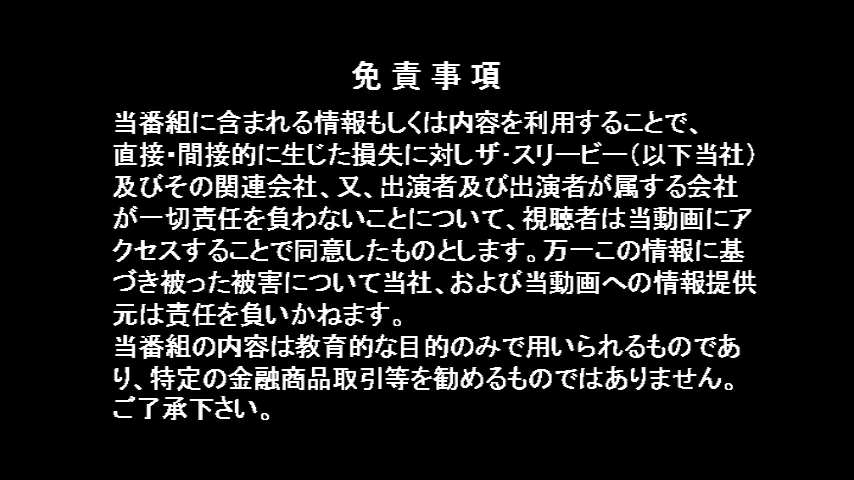 免責事項
当番組に含まれる情報もしくは内容を利用することで、
直接・間接的に生じた損失に対しザ・スリービー（以下当社）
及びその関連会社、又、出演者及び出演者が属する会社
が一切責任を負わないことについて、視聴者は当動画にア
クセスすることで同意したものとします。万一この情報に基
づき被った被害について当社、および当動画への情報提供
元は責任を負いかねます。
当番組の内容は教育的な目的のみで用いられるものであ
り、特定の金融商品取引等を勧めるものではありません。
ご了承下さい。